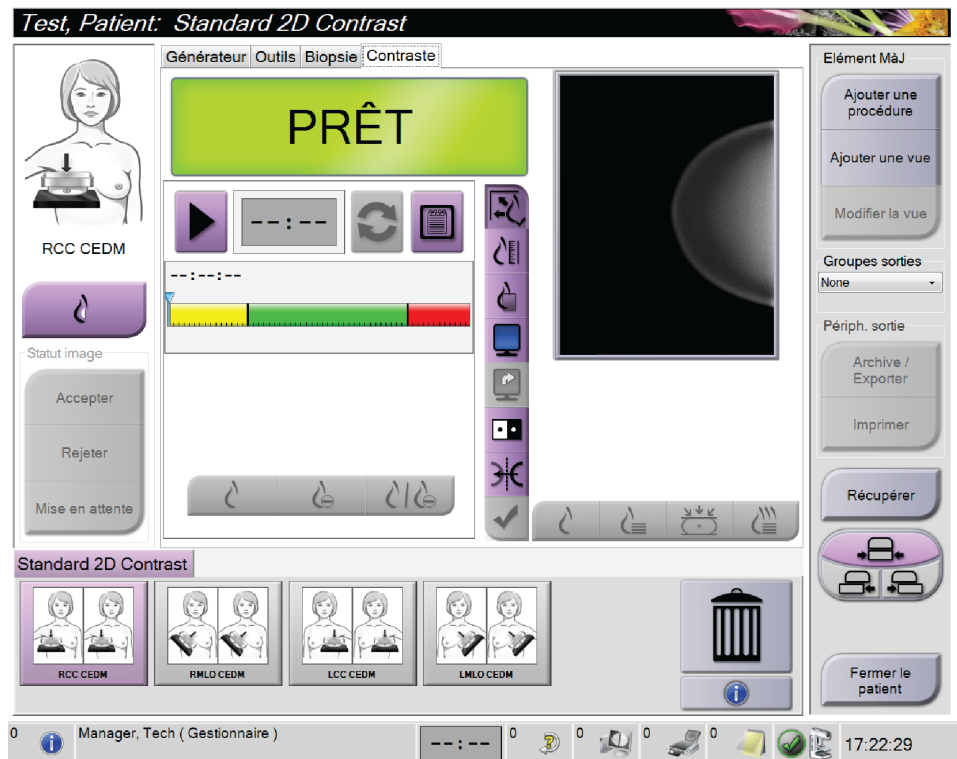 Test, Patient: Standard 2D Contrast
Générateur
Outils
Biopsie
Contraste
PRÊT
--:--
--:--:--
RCC CEDM
Statut image
Accepter
Rejeter
Mise en attente
Elément MàJ
Ajouter une
procédure
Ajouter une vue
Modifier la vue
Groupes sorties
None
Périph. sortie
Archive /
Exporter
Imprimer
Récupérer
Fermer le
patient
Standard 2D Contrast
RCC CEDM
RMLO CEDM
LCC CEDM
LMLO CEDM
0
Manager, Tech ( Gestionnaire )
--:--
0
0
0
0
17:22:29